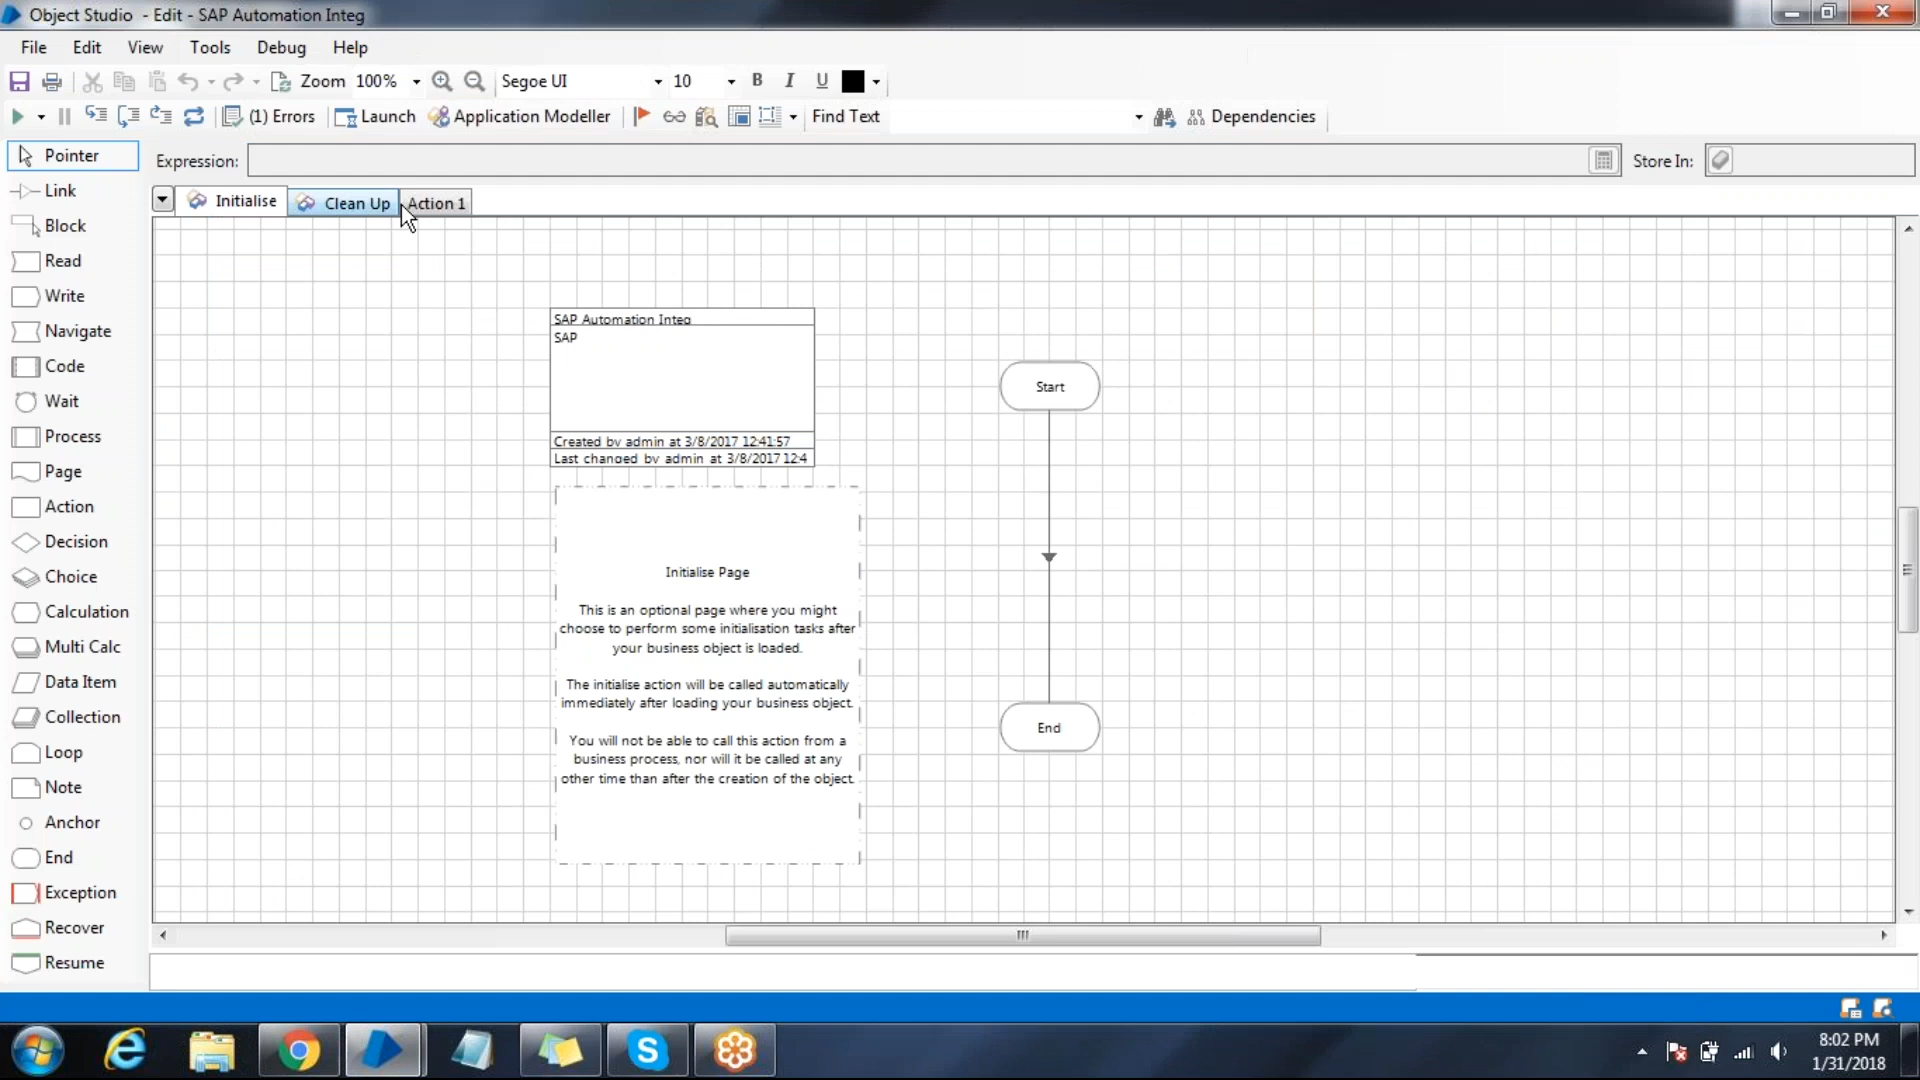 Object Studio - Edit - SAP Automation Integ
File Edit View Tools Debug Help
Zoom 100% Segoe UI 10 B I U
(1) Errors Launch Application Modeller Find Text Dependencies
Pointer
Expression: Store In:
Link
Initialise Clean Up Action 1
Block
Read
Write
Navigate
Code
Wait
Process
Page
Action
Decision
Choice
Calculation
Multi Calc
Data Item
Collection
Loop
Note
Anchor
End
Exception
Recover
Resume
SAP Automation Integ
SAP
Created by admin at 3/8/2017 12:41:57
Last changed by admin at 3/8/2017 12:4
Initialise Page
This is an optional page where you might
choose to perform some initialisation tasks after
your business object is loaded.
The initialise action will be called automatically
immediately after loading your business object.
You will not be able to call this action from a
business process, nor will it be called at any
other time than after the creation of the object.
Start
End
8:02 PM
1/31/2018